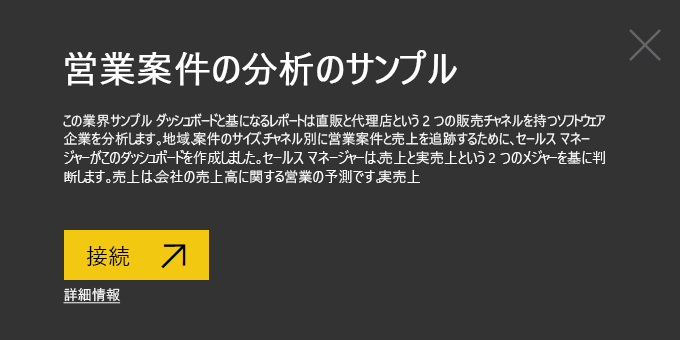 営業案件の分析のサンプル
この業界サンプル ダッシュボードと基になるレポートは直販と代理店という 2 つの販売チャネルを持つソフトウェア
企業を分析します。地域､案件のサイズ､チャネル別に営業案件と売上を追跡するために、セールス マネー
ジャーがこのダッシュボードを作成しました。セールス マネージャーは､売上と実売上という 2 つのメジャーを基に判
断します。売上は､会社の売上高に関する営業の予測です｡実売上
接続
詳細情報